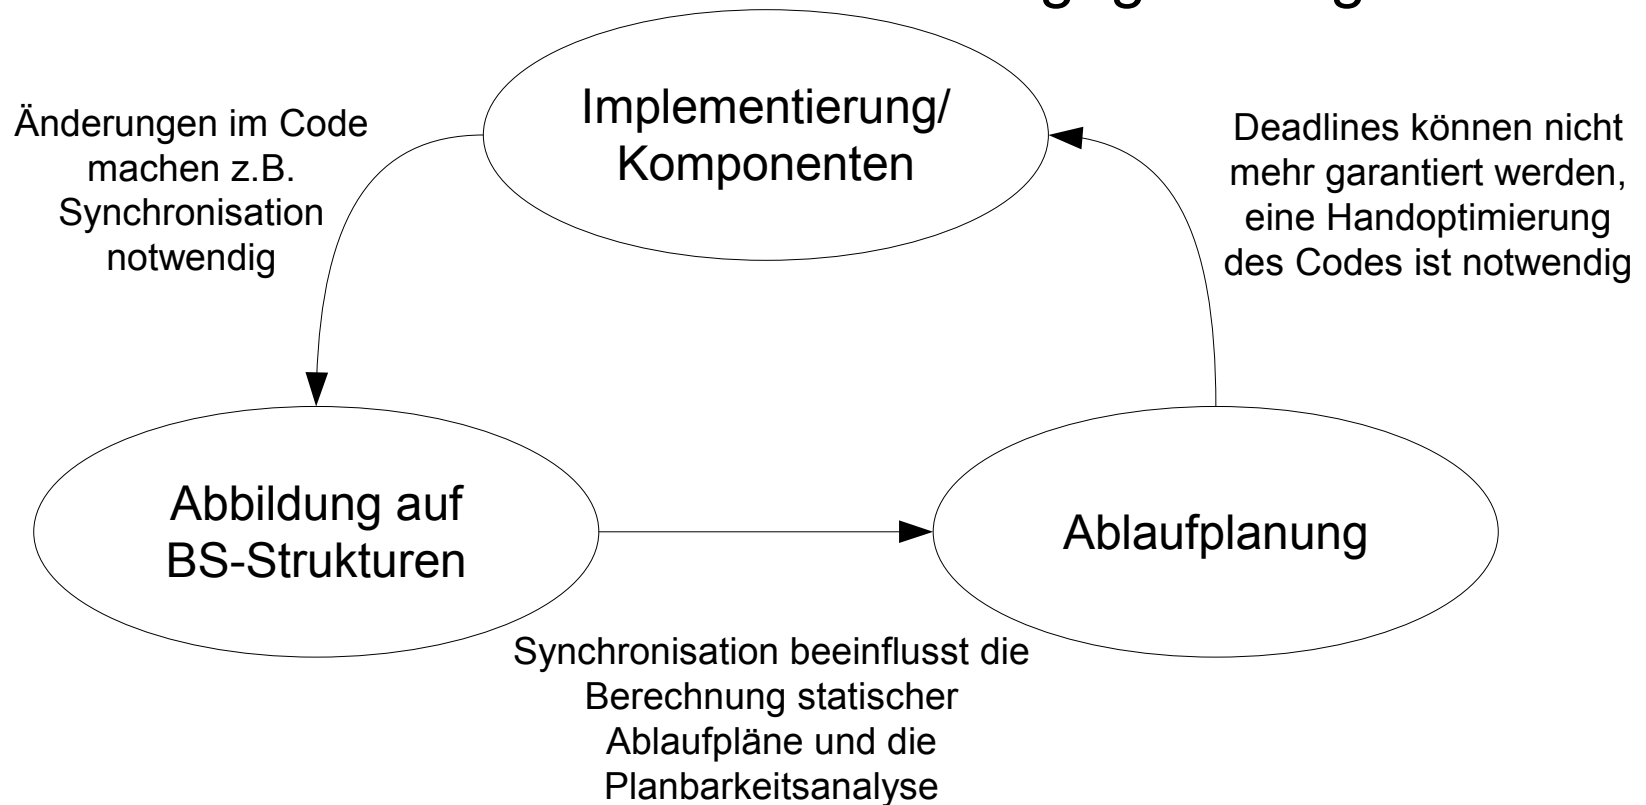 Implementierung/
Komponenten
Änderungen im Code
machen z.B.
Synchronisation
notwendig
Deadlines können nicht
mehr garantiert werden,
eine Handoptimierung
des Codes ist notwendig
Abbildung auf
BS-Strukturen
Ablaufplanung
Synchronisation beeinflusst die
Berechnung statischer
Ablaufpläne und die
Planbarkeitsanalyse